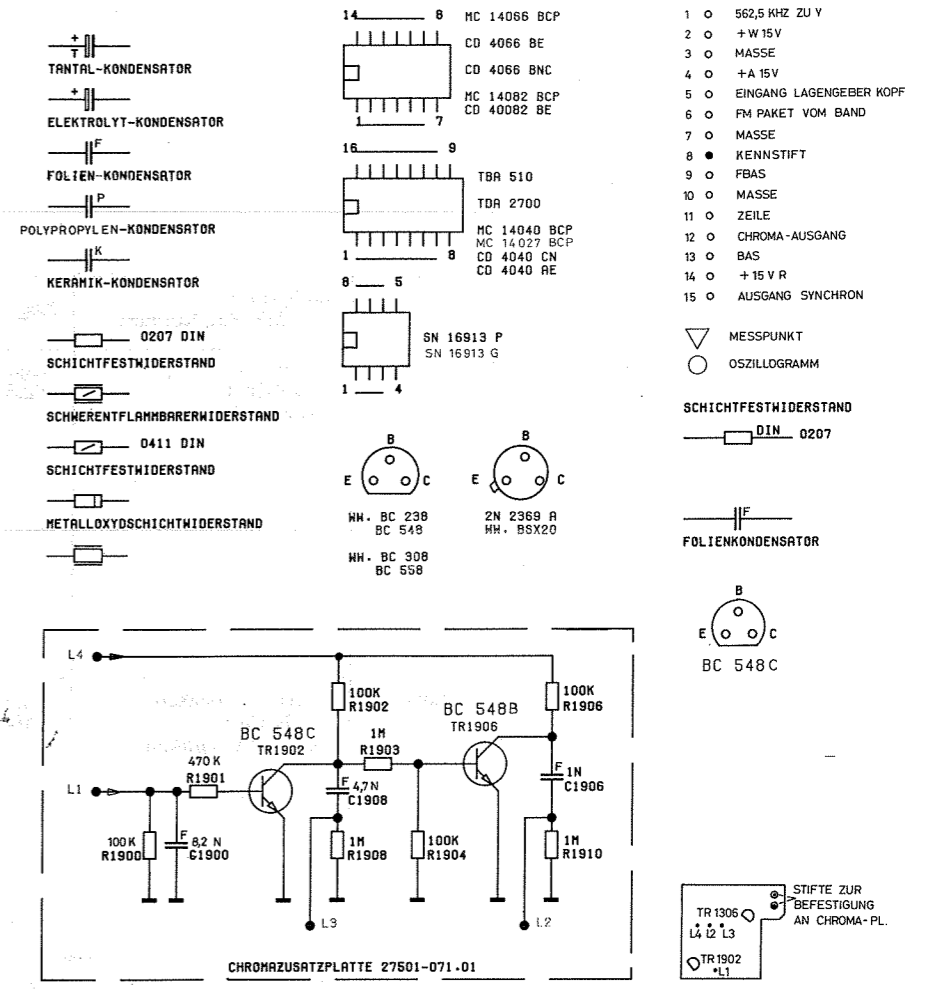 +
T
TANTAL-KONDENSATOR
+
ELEKTROLYT-KONDENSATOR
F
FOLIEN-KONDENSATOR
P
POLYPROPYLEN-KONDENSATOR
K
KERAMIK-KONDENSATOR
0207 DIN
SCHICHTFESTWIDERSTAND
SCHWERENTFLAMMBARERWIDERSTAND
0411 DIN
SCHICHTFESTWIDERSTAND
METALLOXYDSCHICHTWIDERSTAND
14 8
MC 14066 BCP
CD 4066 BE
CD 4066 BNC
MC 14082 BCP
CD 40082 BE
1 7
16 9
TBA 510
TDA 2700
MC 14040 BCP
MC 14027 BCP
CD 4040 CN
CD 4040 AE
1 8
8 5
SN 16913 P
SN 16913 G
1 4
B
E C
WW. BC 238
BC 548
WW. BC 308
BC 558
B
E C
2N 2369 A
WW. BSX20
1 562,5 KHZ ZU Y
2 +W 15V
3 MASSE
4 +A 15V
5 EINGANG LAGENGEBER KOPF
6 FM PAKET VOM BAND
7 MASSE
8 KENNSTIFT
9 FBAS
10 MASSE
11 ZEILE
12 CHROMA-AUSGANG
13 BAS
14 +15 V R
15 AUSGANG SYNCHRON
MESSPUNKT
OSZILLOGRAMM
SCHICHTFESTWIDERSTAND
DIN 0207
F
FOLIENKONDENSATOR
B
E C
BC 548C
L4
100K
R1902
100K
R1906
BC 548C
TR1902
BC 548B
TR1906
1M
R1903
470 K
R1901
L1
F
4,7N
C1908
F
1N
C1906
100K
R1900
F
8,2 N
C1900
1M
R1908
100K
R1904
1M
R1910
L3
L2
CHROMAZUSATZPLATTE 27501-071.01
STIFTE ZUR
BEFESTIGUNG
AN CHROMA-PL.
TR 1306
L4 L2 L3
TR 1902
L1